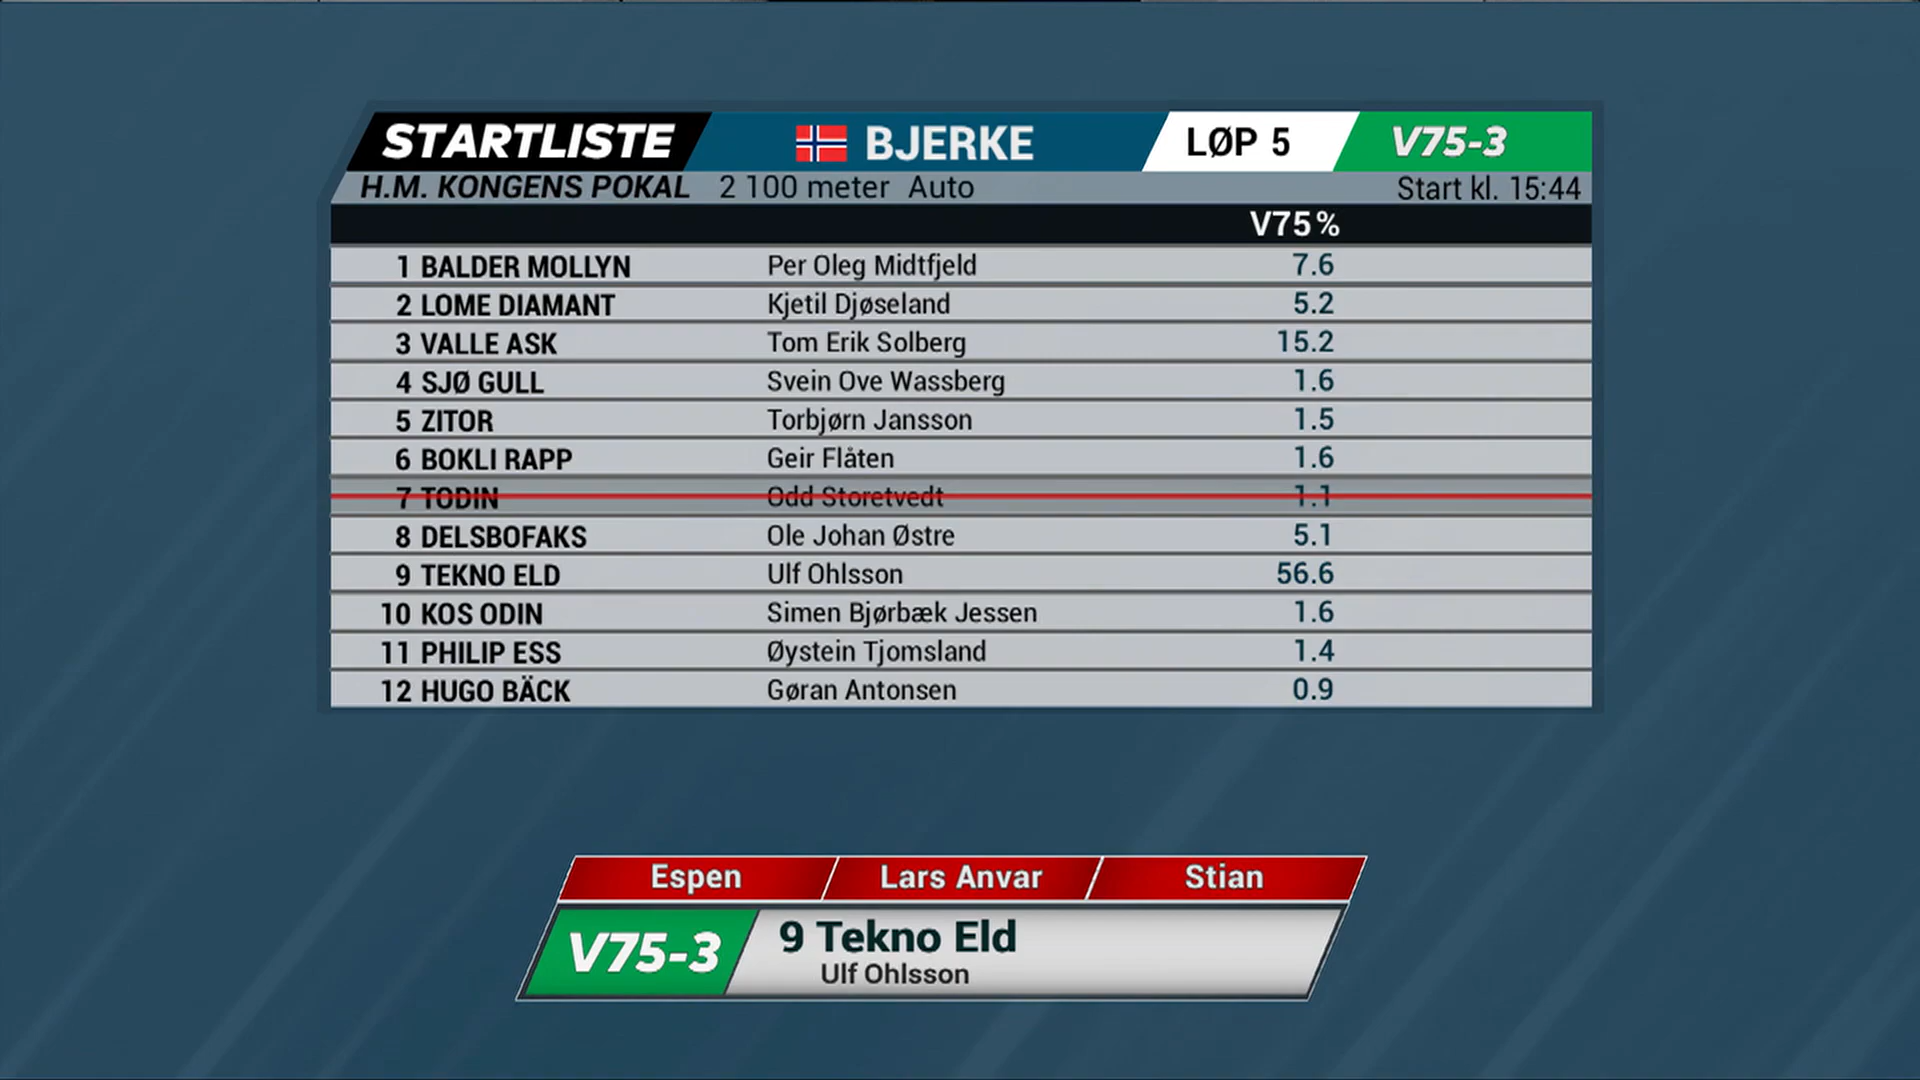 STARTLISTE BJERKE LØP 5 V75-3
H.M. KONGENS POKAL 2 100 meter Auto Start kl. 15:44
V75%
1 BALDER MOLLYN Per Oleg Midtfjeld 7.6
2 LOME DIAMANT Kjetil Djøseland 5.2
3 VALLE ASK Tom Erik Solberg 15.2
4 SJØ GULL Svein Ove Wassberg 1.6
5 ZITOR Torbjørn Jansson 1.5
6 BOKLI RAPP Geir Flåten 1.6
7 TODIN Odd Storetvedt 1.1
8 DELSBOFAKS Ole Johan Østre 5.1
9 TEKNO ELD Ulf Ohlsson 56.6
10 KOS ODIN Simen Bjørbæk Jessen 1.6
11 PHILIP ESS Øystein Tjomsland 1.4
12 HUGO BÄCK Gøran Antonsen 0.9
Espen Lars Anvar Stian
V75-3 9 Tekno Eld
Ulf Ohlsson